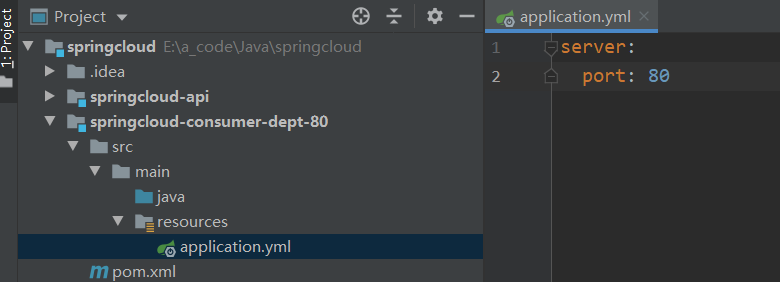 1: Project
Project
springcloud E:\a_code\Java\springcloud
.idea
springcloud-api
springcloud-consumer-dept-80
src
main
java
resources
application.yml
pom.xml
application.yml
1 server:
2 port: 80